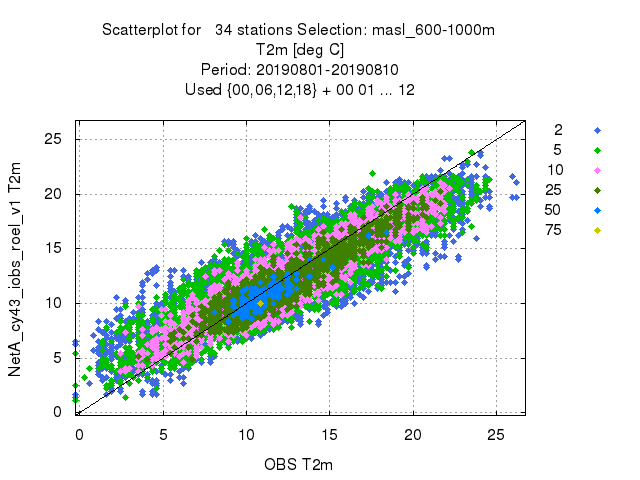 Scatterplot for 34 stations Selection: masl_600-1000m
T2m [deg C]
Period: 20190801-20190810
Used {00,06,12,18} + 00 01 ... 12
NetA_cy43_iobs_roel_v1 T2m
25
20
15
10
5
0
0 5 10 15 20 25
OBS T2m
2
5
10
25
50
75